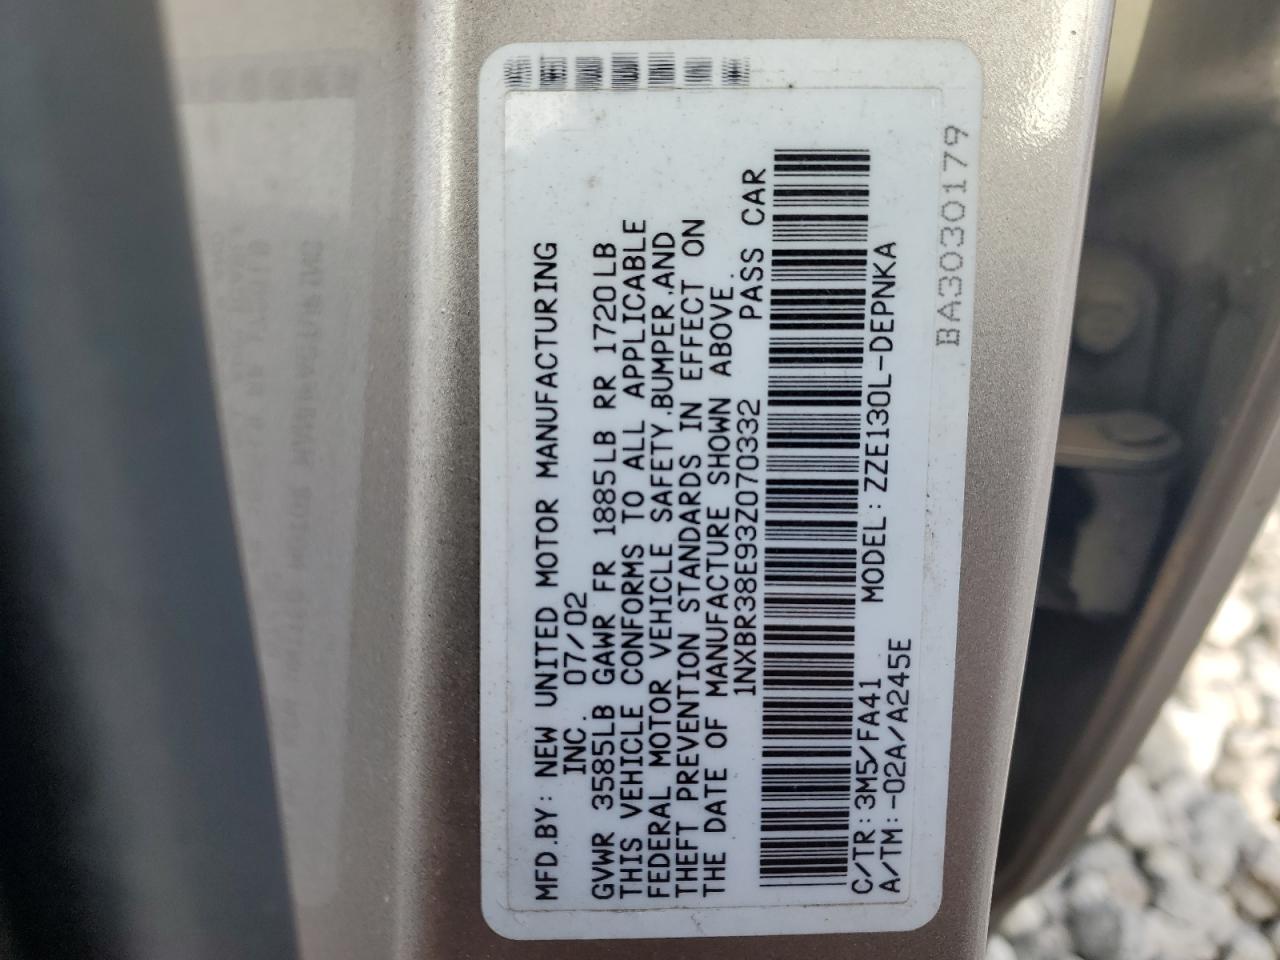 MFD.BY: NEW UNITED MOTOR MANUFACTURING
INC. 07/02
GVWR 3585LB GAWR FR 1885LB RR 1720LB
THIS VEHICLE CONFORMS TO ALL APPLICABLE
FEDERAL MOTOR VEHICLE SAFETY.BUMPER.AND
THEFT PREVENTION STANDARDS IN EFFECT ON
THE DATE OF MANUFACTURE SHOWN ABOVE.
1NXBR38E93Z070332 PASS CAR
C/TR:3M5/FA41 MODEL:ZZE130L-DEPNKA
A/TM:-02A/A245E
BA3030179